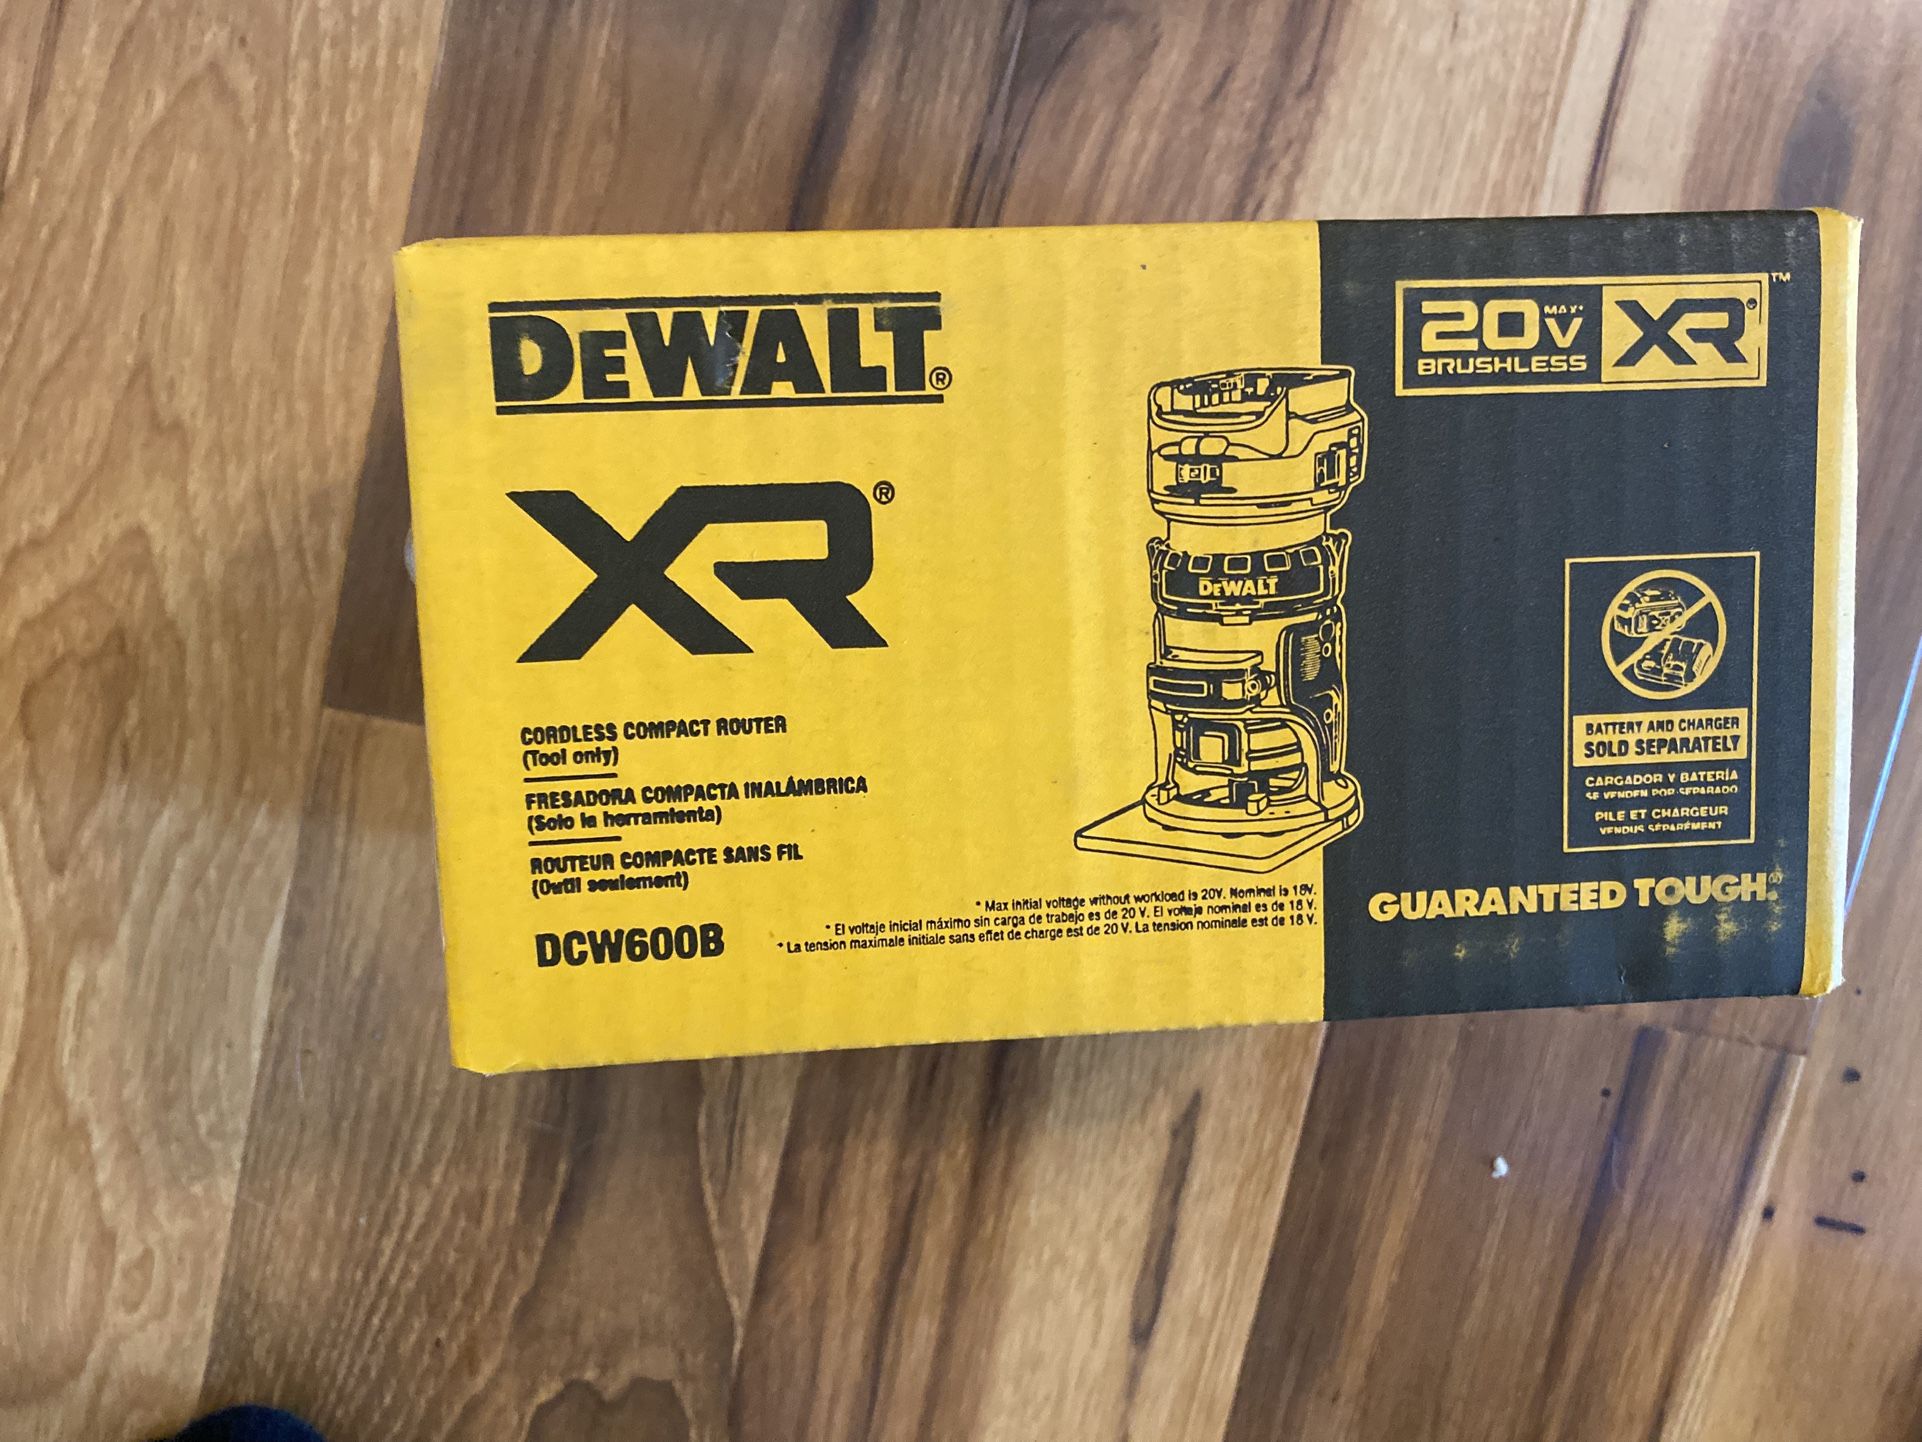 DEWALT®
XR®
CORDLESS COMPACT ROUTER
(Tool only)
FRESADORA COMPACTA INALÁMBRICA
(Solo la herramienta)
ROUTEUR COMPACTE SANS FIL
(Outil seulement)
DCW600B
* Max initial voltage without workload is 20V. Nominal is 18V.
* El voltaje inicial máximo sin carga de trabajo es de 20 V. El voltaje nominal es de 18 V.
* La tension maximale initiale sans effet de charge est de 20 V. La tension nominale est de 18 V.
DEWALT
20V MAX* XR®™
BRUSHLESS
BATTERY AND CHARGER
SOLD SEPARATELY
CARGADOR Y BATERÍA
SE VENDEN POR SEPARADO
PILE ET CHARGEUR
VENDUS SÉPARÉMENT
GUARANTEED TOUGH.®